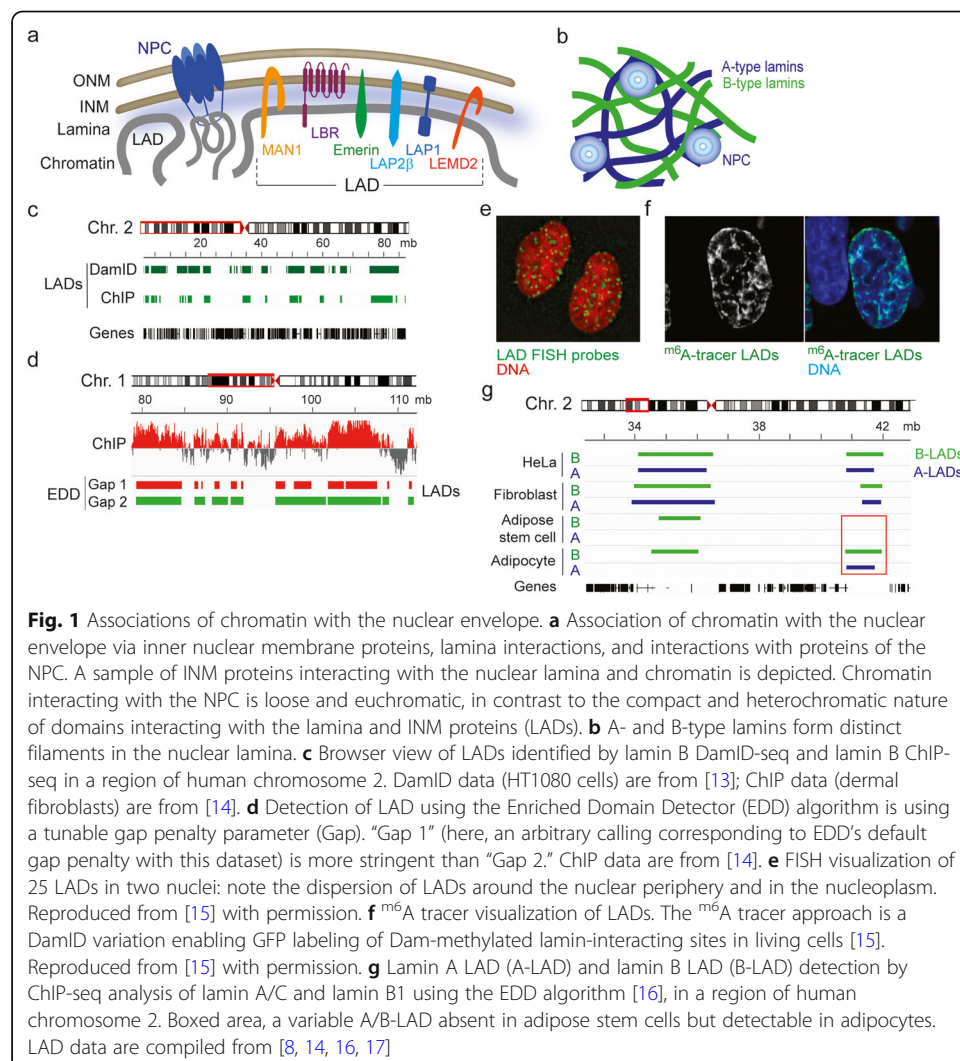 a
NPC
ONM
INM
Lamina
LAD
Chromatin
MAN1
LBR
Emerin
LAP2β
LAP1
LEMD2
LAD
b
A-type lamins
B-type lamins
NPC
c
Chr. 2
20 40 60 80 mb
LADs
DamID
ChIP
Genes
d
Chr. 1
80 90 100 110 mb
ChIP
EDD
Gap 1
Gap 2
LADs
e
LAD FISH probes
DNA
f
m6A-tracer LADs
m6A-tracer LADs
DNA
g
Chr. 2
34 38 42 mb
HeLa
B
A
B-LADs
A-LADs
Fibroblast
B
A
Adipose
stem cell
B
A
Adipocyte
B
A
Genes
Fig. 1 Associations of chromatin with the nuclear envelope. a Association of chromatin with the nuclear
envelope via inner nuclear membrane proteins, lamina interactions, and interactions with proteins of the
NPC. A sample of INM proteins interacting with the nuclear lamina and chromatin is depicted. Chromatin
interacting with the NPC is loose and euchromatic, in contrast to the compact and heterochromatic nature
of domains interacting with the lamina and INM proteins (LADs). b A- and B-type lamins form distinct
filaments in the nuclear lamina. c Browser view of LADs identified by lamin B DamID-seq and lamin B ChIP-
seq in a region of human chromosome 2. DamID data (HT1080 cells) are from [13]; ChIP data (dermal
fibroblasts) are from [14]. d Detection of LAD using the Enriched Domain Detector (EDD) algorithm is using
a tunable gap penalty parameter (Gap). "Gap 1" (here, an arbitrary calling corresponding to EDD's default
gap penalty with this dataset) is more stringent than "Gap 2." ChIP data are from [14]. e FISH visualization of
25 LADs in two nuclei: note the dispersion of LADs around the nuclear periphery and in the nucleoplasm.
Reproduced from [15] with permission. f m6A tracer visualization of LADs. The m6A tracer approach is a
DamID variation enabling GFP labeling of Dam-methylated lamin-interacting sites in living cells [15].
Reproduced from [15] with permission. g Lamin A LAD (A-LAD) and lamin B LAD (B-LAD) detection by
ChIP-seq analysis of lamin A/C and lamin B1 using the EDD algorithm [16], in a region of human
chromosome 2. Boxed area, a variable A/B-LAD absent in adipose stem cells but detectable in adipocytes.
LAD data are compiled from [8, 14, 16, 17]